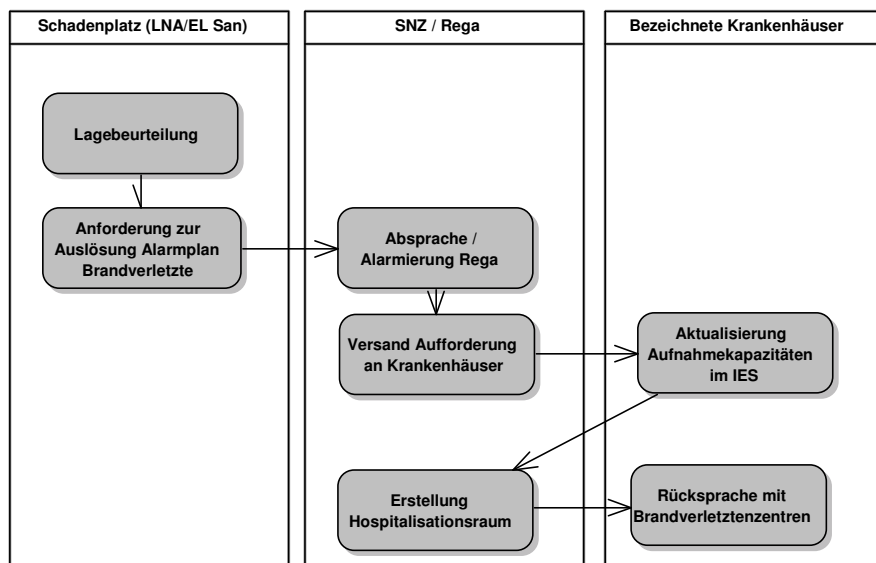 Schadenplatz (LNA/EL San)
SNZ / Rega
Bezeichnete Krankenhäuser
Lagebeurteilung
Anforderung zur
Auslösung Alarmplan
Brandverletzte
Absprache /
Alarmierung Rega
Versand Aufforderung
an Krankenhäuser
Aktualisierung
Aufnahmekapazitäten
im IES
Erstellung
Hospitalisationsraum
Rücksprache mit
Brandverletztenzentren